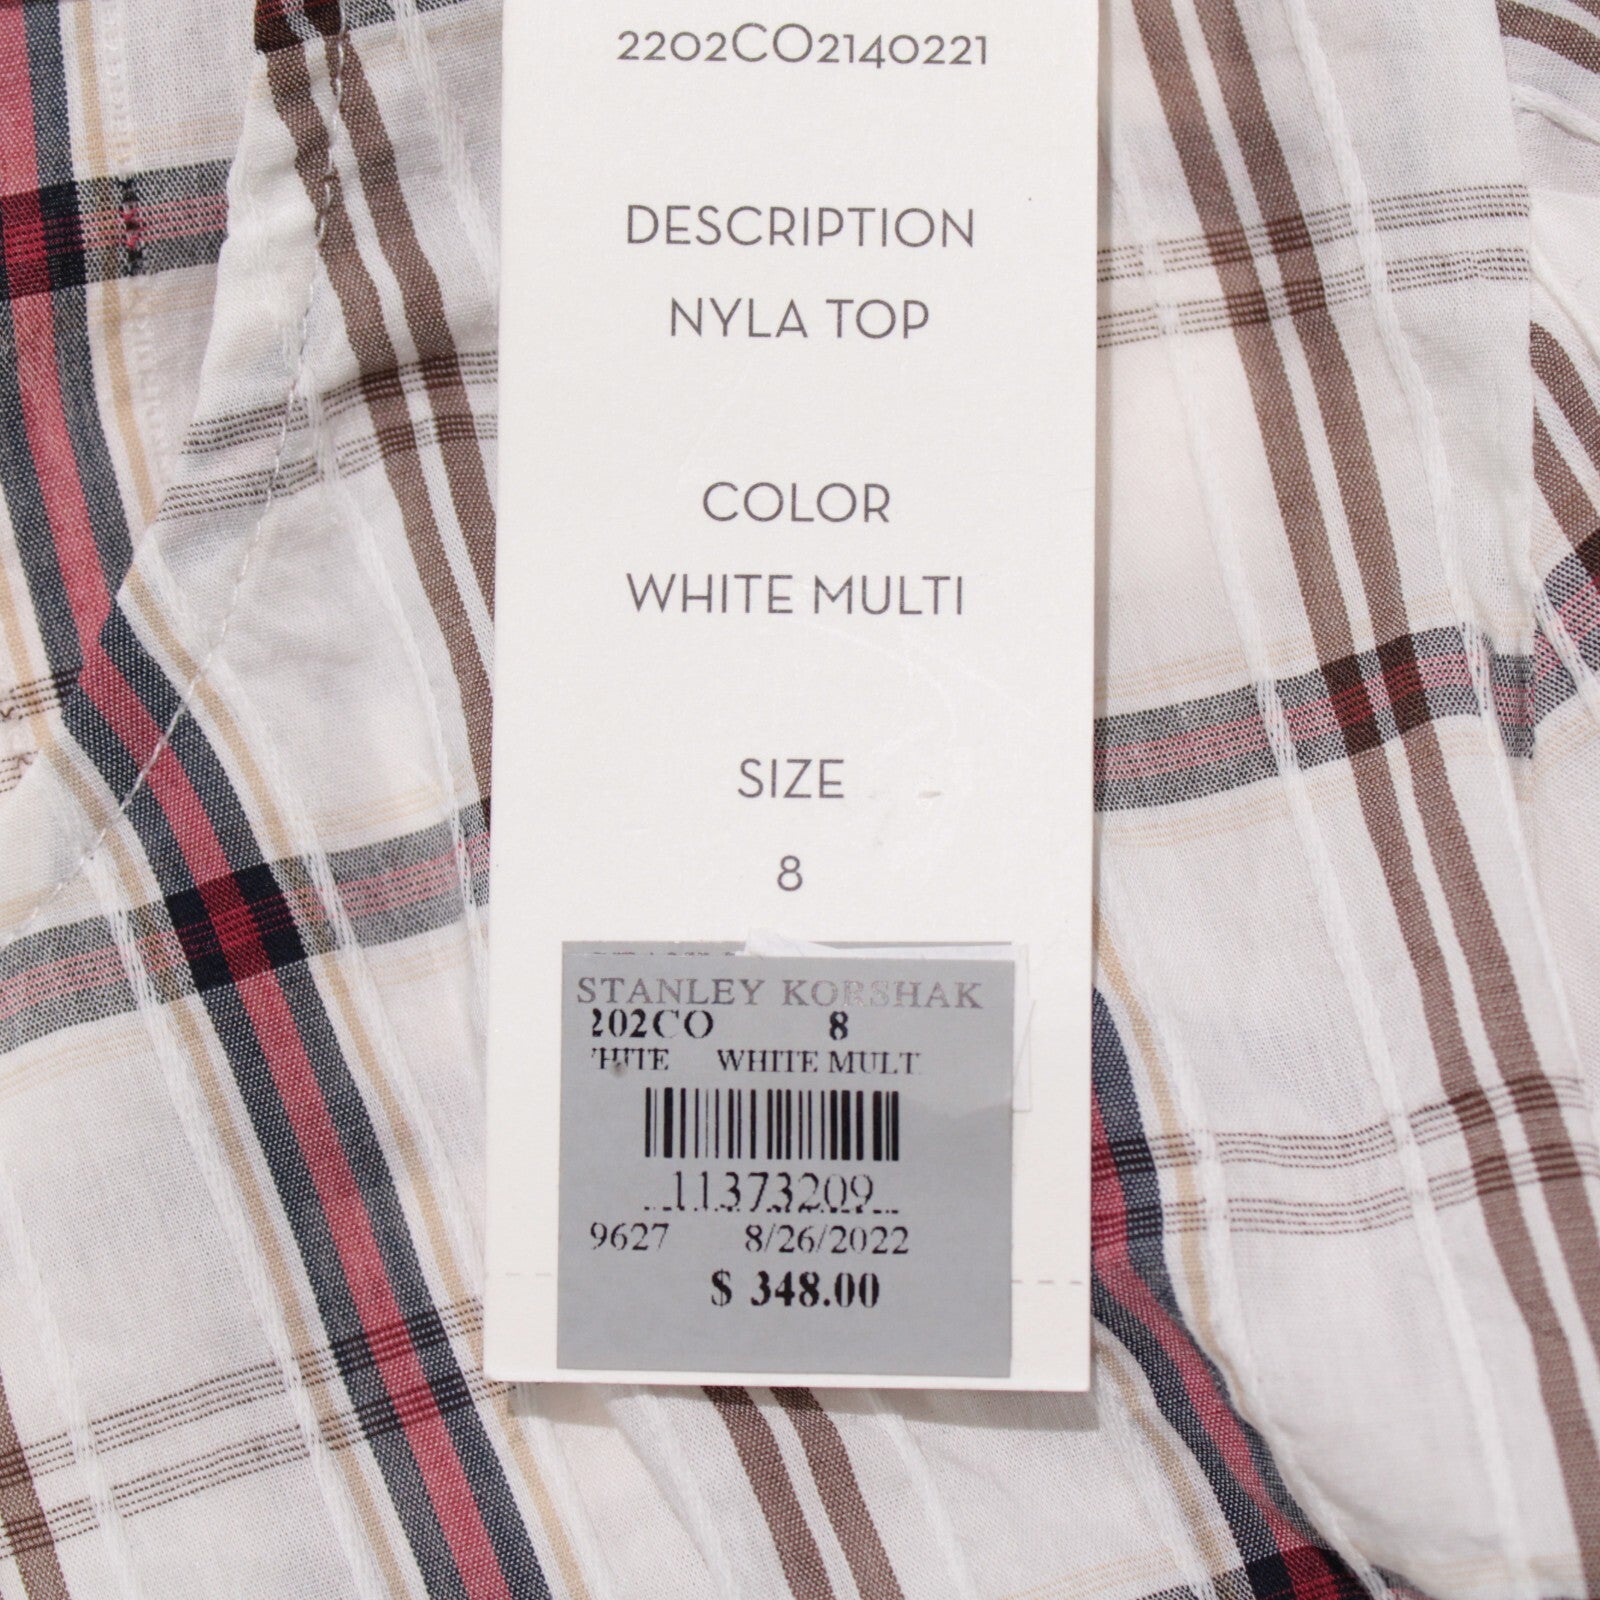 2202CO2140221
DESCRIPTION
NYLA TOP
COLOR
WHITE MULTI
SIZE
8
STANLEY KORSHAK
202CO 8
WHITE MULT
11373209
9627 8/26/2022
$ 348.00